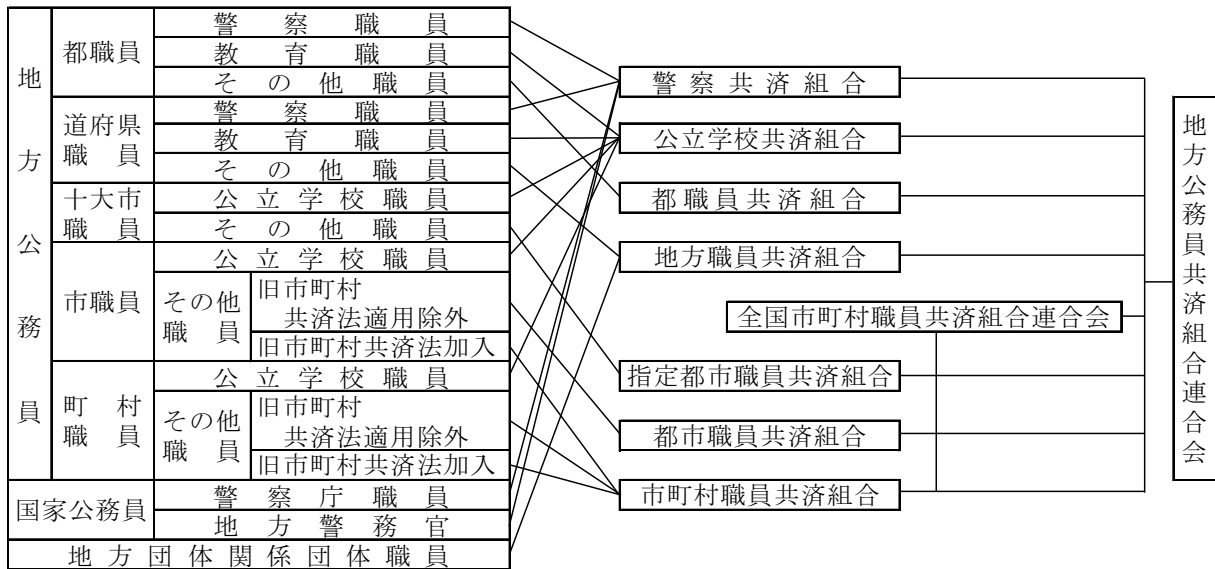 地方公務員
都職員
警察職員
教育職員
その他職員
道府県
職員
警察職員
教育職員
その他職員
十大市
職員
公立学校職員
その他職員
市職員
公立学校職員
その他
職員
旧市町村
共済法適用除外
旧市町村共済法加入
町村
職員
公立学校職員
その他
職員
旧市町村
共済法適用除外
旧市町村共済法加入
国家公務員
警察庁職員
地方警務官
地方団体関係団体職員
警察共済組合
公立学校共済組合
都職員共済組合
地方職員共済組合
全国市町村職員共済組合連合会
指定都市職員共済組合
都市職員共済組合
市町村職員共済組合
地方公務員共済組合連合会